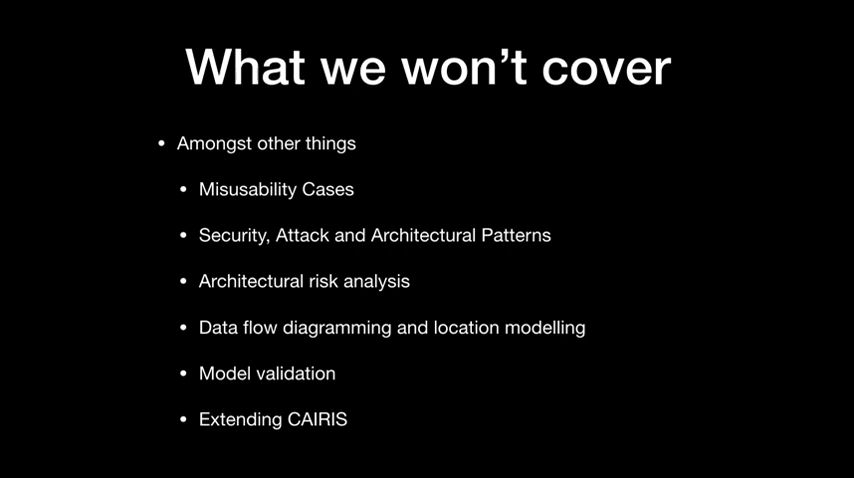 What we won’t cover
• Amongst other things
• Misusability Cases
• Security, Attack and Architectural Patterns
• Architectural risk analysis
• Data flow diagramming and location modelling
• Model validation
• Extending CAIRIS